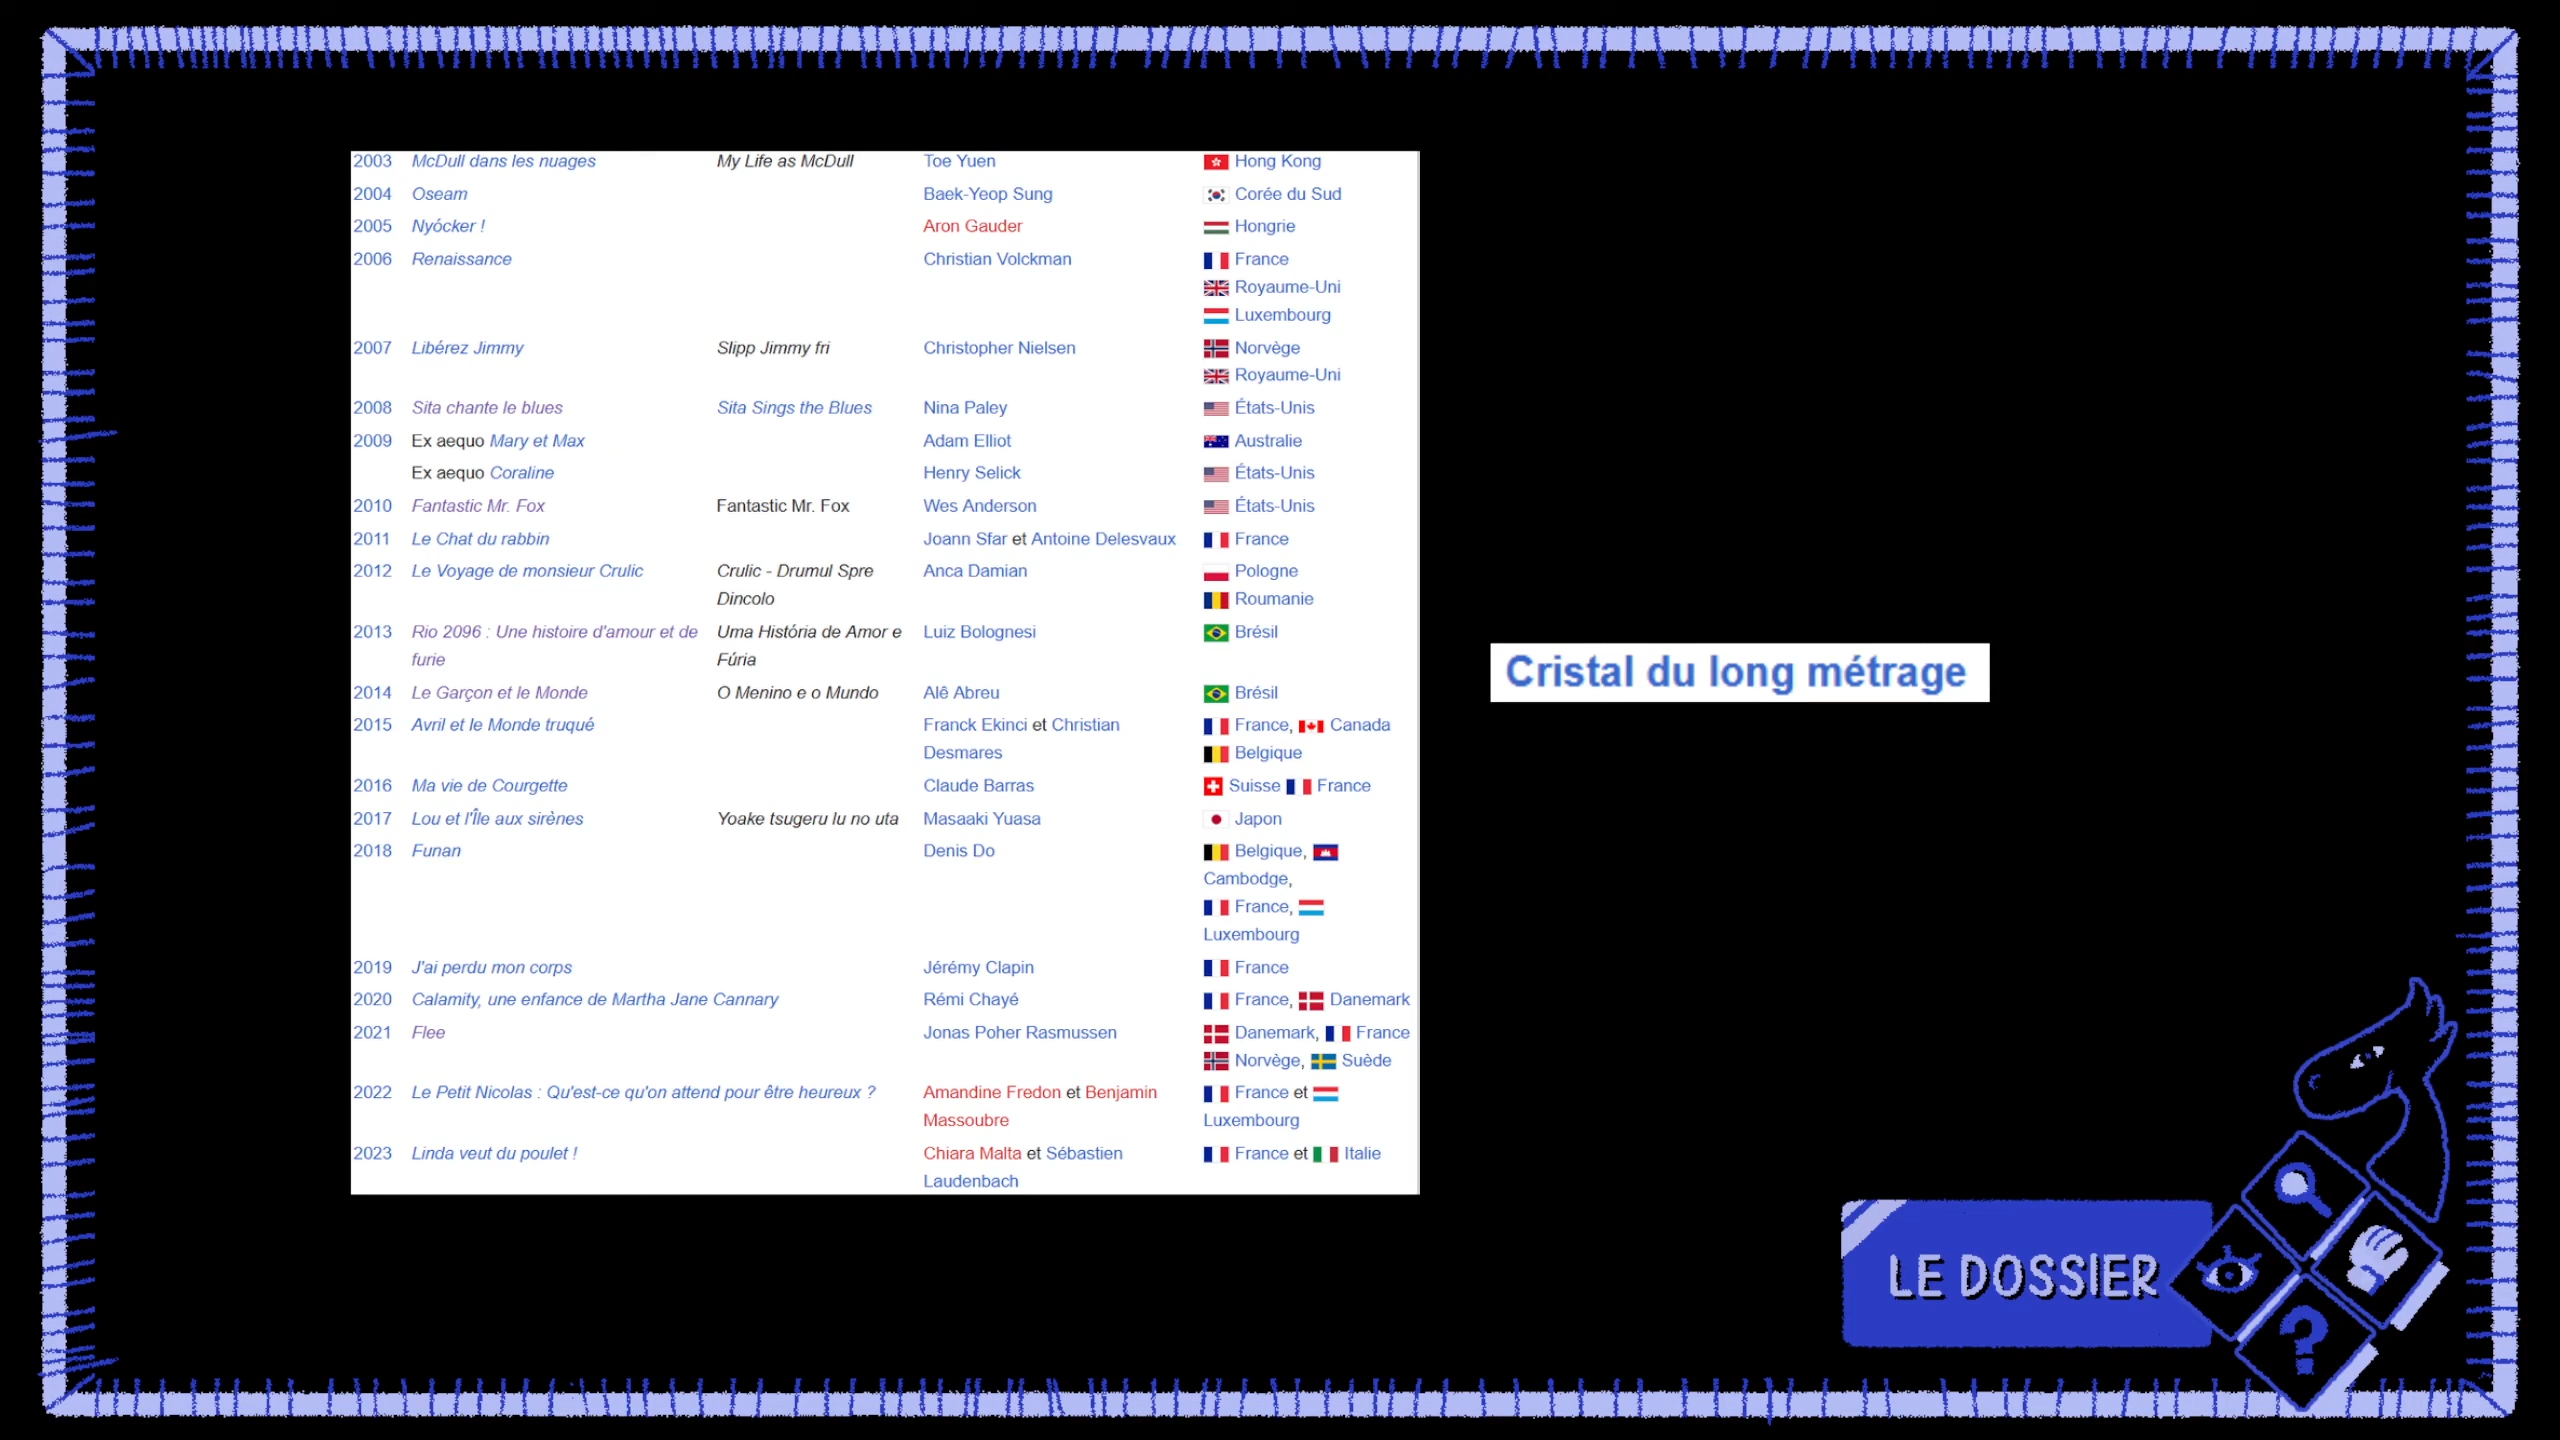 2003 McDull dans les nuages My Life as McDull Toe Yuen Hong Kong
2004 Oseam Baek-Yeop Sung Corée du Sud
2005 Nyócker ! Aron Gauder Hongrie
2006 Renaissance Christian Volckman France
Royaume-Uni
Luxembourg
2007 Libérez Jimmy Slipp Jimmy fri Christopher Nielsen Norvège
Royaume-Uni
2008 Sita chante le blues Sita Sings the Blues Nina Paley États-Unis
2009 Ex aequo Mary et Max Adam Elliot Australie
Ex aequo Coraline Henry Selick États-Unis
2010 Fantastic Mr. Fox Fantastic Mr. Fox Wes Anderson États-Unis
2011 Le Chat du rabbin Joann Sfar et Antoine Delesvaux France
2012 Le Voyage de monsieur Crulic Crulic - Drumul Spre Anca Damian Pologne
Dincolo Roumanie
2013 Rio 2096 : Une histoire d'amour et de Uma História de Amor e Luiz Bolognesi Brésil
furie Fúria
2014 Le Garçon et le Monde O Menino e o Mundo Alê Abreu Brésil
2015 Avril et le Monde truqué Franck Ekinci et Christian France, Canada
Desmares Belgique
2016 Ma vie de Courgette Claude Barras Suisse France
2017 Lou et l'Île aux sirènes Yoake tsugeru lu no uta Masaaki Yuasa Japon
2018 Funan Denis Do Belgique,
Cambodge,
France,
Luxembourg
2019 J'ai perdu mon corps Jérémy Clapin France
2020 Calamity, une enfance de Martha Jane Cannary Rémi Chayé France, Danemark
2021 Flee Jonas Poher Rasmussen Danemark, France
Norvège, Suède
2022 Le Petit Nicolas : Qu'est-ce qu'on attend pour être heureux ? Amandine Fredon et Benjamin France et
Massoubre Luxembourg
2023 Linda veut du poulet ! Chiara Malta et Sébastien France et Italie
Laudenbach
Cristal du long métrage
LE DOSSIER
?